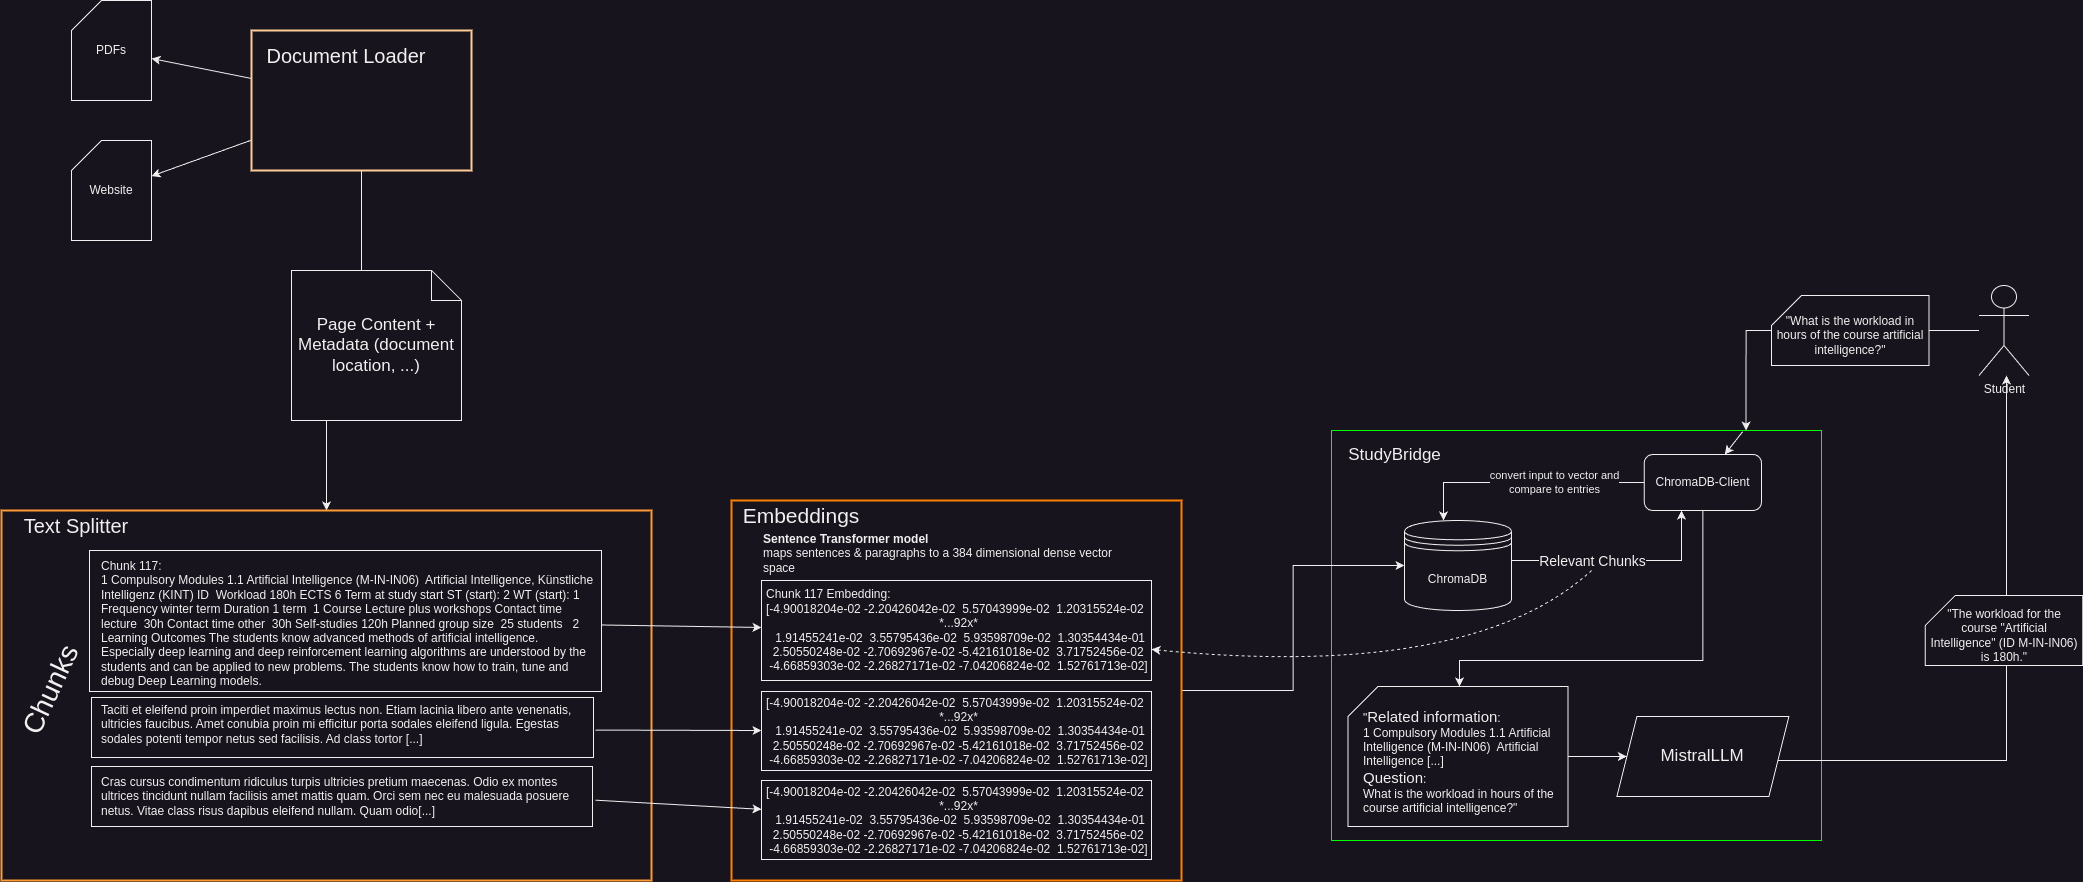 PDFs
Document Loader
Website
Page Content +
Metadata (document
location, ...)
Text Splitter
Chunks
Chunk 117:
1 Compulsory Modules 1.1 Artificial Intelligence (M-IN-IN06)  Artificial Intelligence, Künstliche
Intelligenz (KINT) ID  Workload 180h ECTS 6 Term at study start ST (start): 2 WT (start): 1
Frequency winter term Duration 1 term  1 Course Lecture plus workshops Contact time
lecture  30h Contact time other  30h Self-studies 120h Planned group size  25 students   2
Learning Outcomes The students know advanced methods of artificial intelligence.
Especially deep learning and deep reinforcement learning algorithms are understood by the
students and can be applied to new problems. The students know how to train, tune and
debug Deep Learning models.
Taciti et eleifend proin imperdiet maximus lectus non. Etiam lacinia libero ante venenatis,
ultricies faucibus. Amet conubia proin mi efficitur porta sodales eleifend ligula. Egestas
sodales potenti tempor netus sed facilisis. Ad class tortor [...]
Cras cursus condimentum ridiculus turpis ultricies pretium maecenas. Odio ex montes
ultrices tincidunt nullam facilisis amet mattis quam. Orci sem nec eu malesuada posuere
netus. Vitae class risus dapibus eleifend nullam. Quam odio[...]
Embeddings
Sentence Transformer model
maps sentences & paragraphs to a 384 dimensional dense vector
space
Chunk 117 Embedding:
[-4.90018204e-02 -2.20426042e-02  5.57043999e-02  1.20315524e-02
*...92x*
1.91455241e-02  3.55795436e-02  5.93598709e-02  1.30354434e-01
2.50550248e-02 -2.70692967e-02 -5.42161018e-02  3.71752456e-02
-4.66859303e-02 -2.26827171e-02 -7.04206824e-02  1.52761713e-02]
[-4.90018204e-02 -2.20426042e-02  5.57043999e-02  1.20315524e-02
*...92x*
1.91455241e-02  3.55795436e-02  5.93598709e-02  1.30354434e-01
2.50550248e-02 -2.70692967e-02 -5.42161018e-02  3.71752456e-02
-4.66859303e-02 -2.26827171e-02 -7.04206824e-02  1.52761713e-02]
[-4.90018204e-02 -2.20426042e-02  5.57043999e-02  1.20315524e-02
*...92x*
1.91455241e-02  3.55795436e-02  5.93598709e-02  1.30354434e-01
2.50550248e-02 -2.70692967e-02 -5.42161018e-02  3.71752456e-02
-4.66859303e-02 -2.26827171e-02 -7.04206824e-02  1.52761713e-02]
"What is the workload in
hours of the course artificial
intelligence?"
Student
StudyBridge
convert input to vector and
compare to entries
ChromaDB-Client
ChromaDB
Relevant Chunks
"Related information:
1 Compulsory Modules 1.1 Artificial
Intelligence (M-IN-IN06)  Artificial
Intelligence [...]
Question:
What is the workload in hours of the
course artificial intelligence?"
MistralLLM
"The workload for the
course "Artificial
Intelligence" (ID M-IN-IN06)
is 180h."